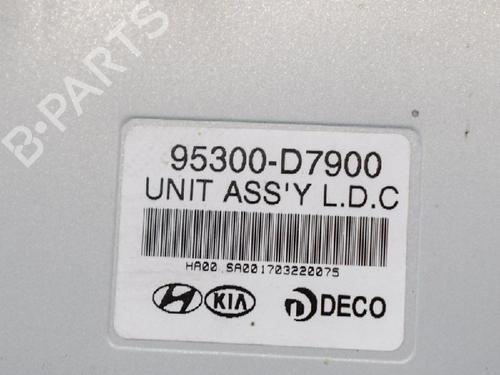 B-PARTS
95300-D7900
UNIT ASS'Y L.D.C
HA00 SA001703220075
KIA
DECO